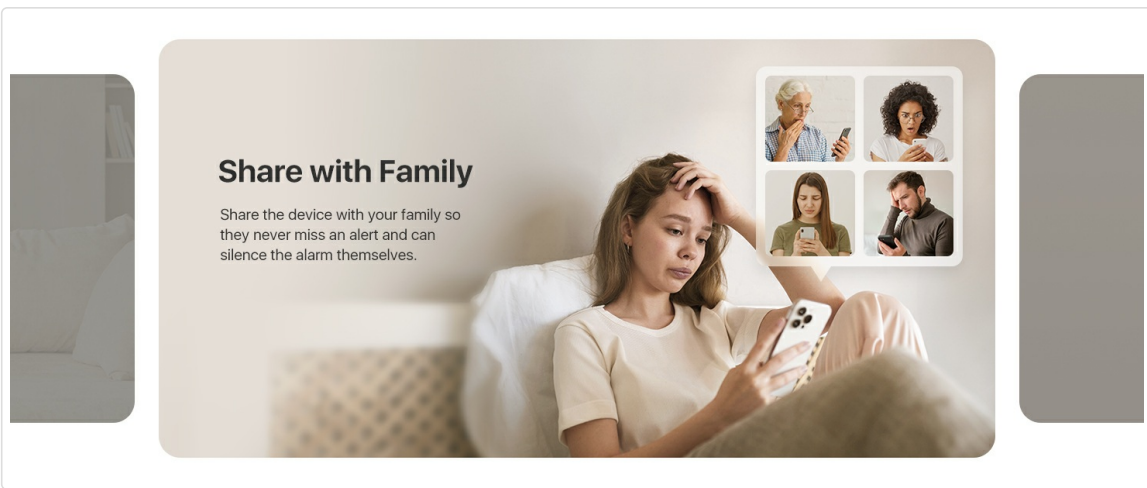 Share with Family
Share the device with your family so
they never miss an alert and can
silence the alarm themselves.